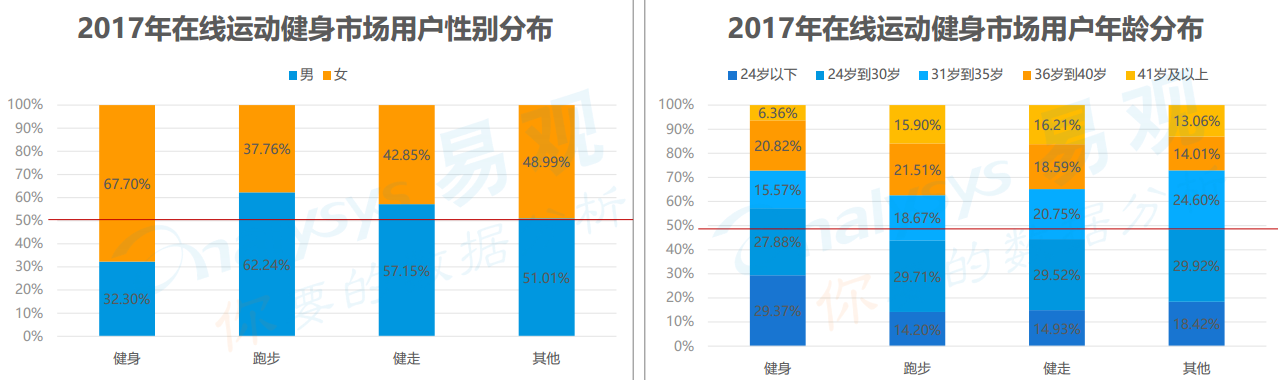 2017年在线运动健身市场用户性别分布
男 女
100%
90%
80%
70%
60%
50%
40%
30%
20%
10%
0%
67.70% 37.76% 42.85% 48.99%
32.30% 62.24% 57.15% 51.01%
健身 跑步 健走 其他
2017年在线运动健身市场用户年龄分布
24岁以下 24岁到30岁 31岁到35岁 36岁到40岁 41岁及以上
100%
90%
80%
70%
60%
50%
40%
30%
20%
10%
0%
6.36% 15.90% 16.21% 13.06%
20.82% 21.51% 18.59% 14.01%
15.57% 18.67% 20.75% 24.60%
27.88% 29.71% 29.52% 29.92%
29.37% 14.20% 14.93% 18.42%
健身 跑步 健走 其他
nalysys 易观
你要的数据分析
nalysys 易观
你要的数据分